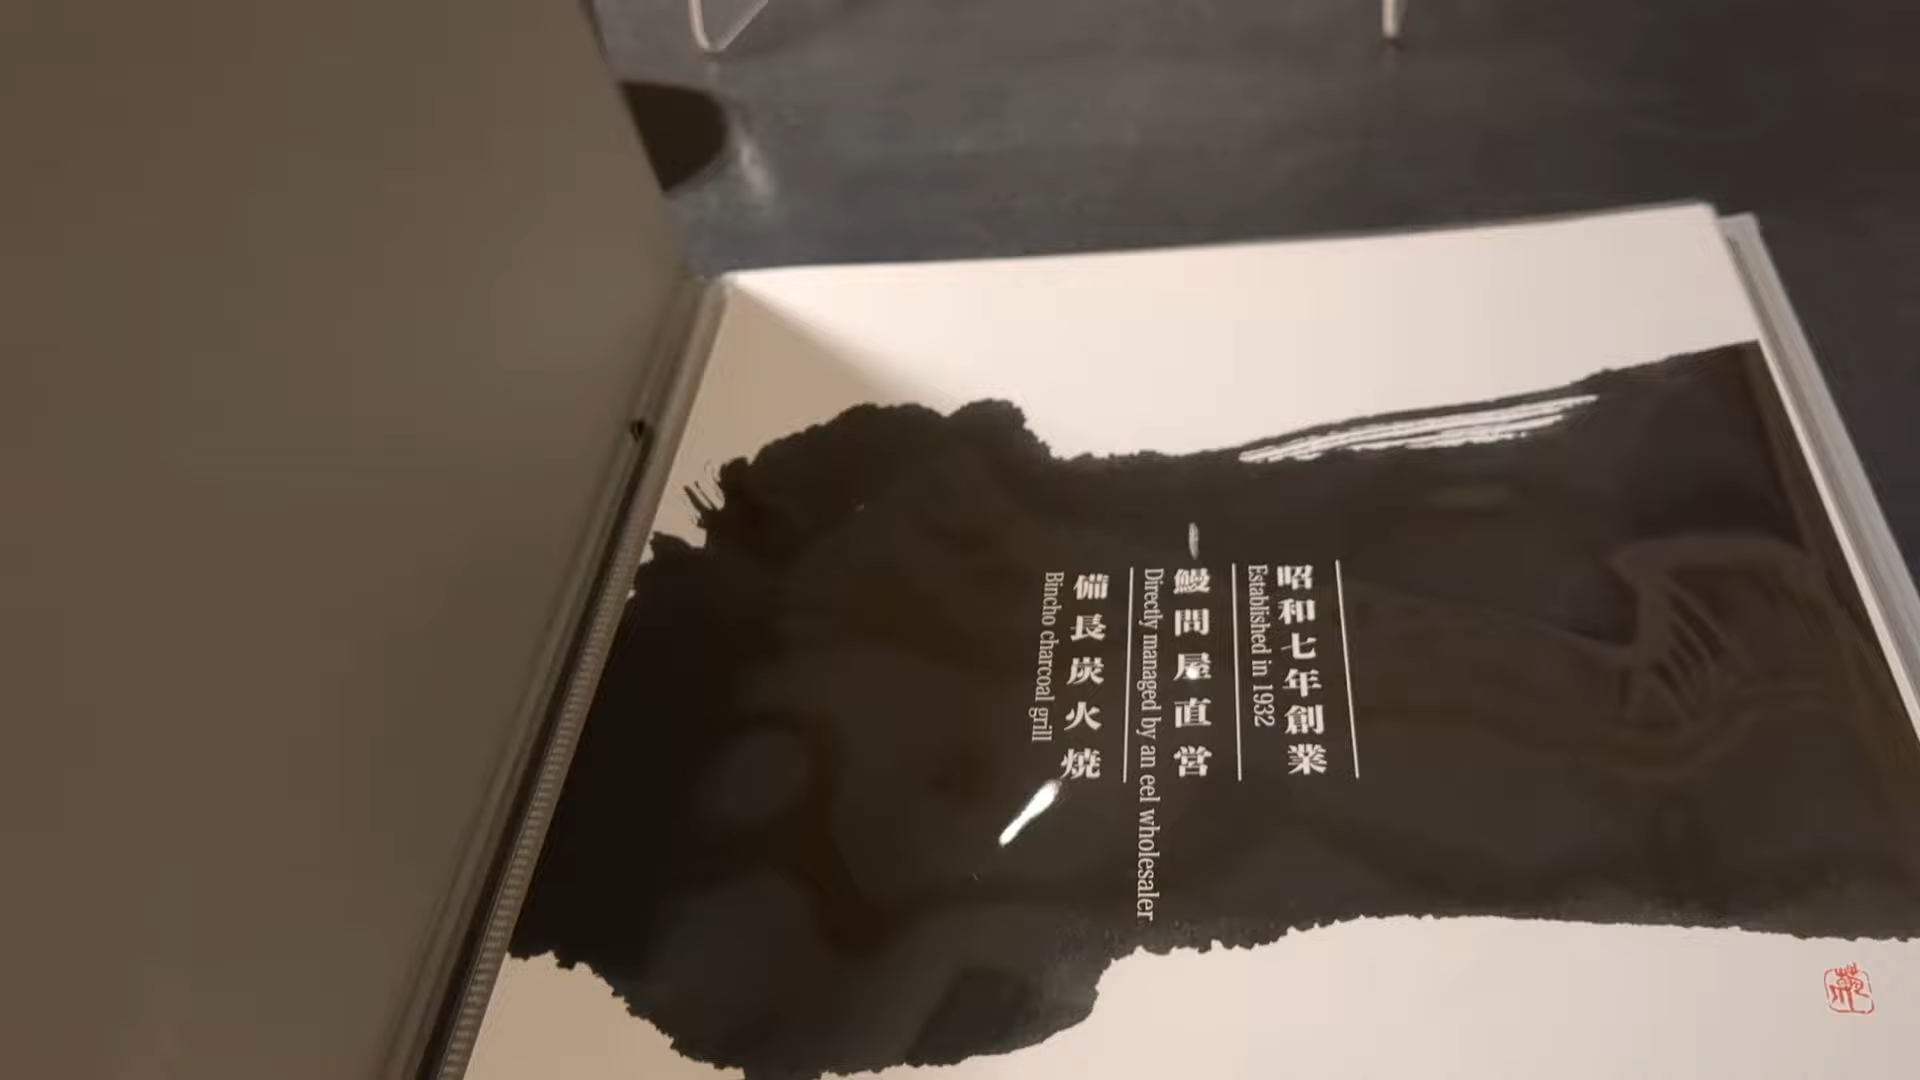 昭和七年創業
Established in 1932
鰻問屋直営
Directly managed by an eel wholesaler
備長炭火焼
Bincho charcoal grill